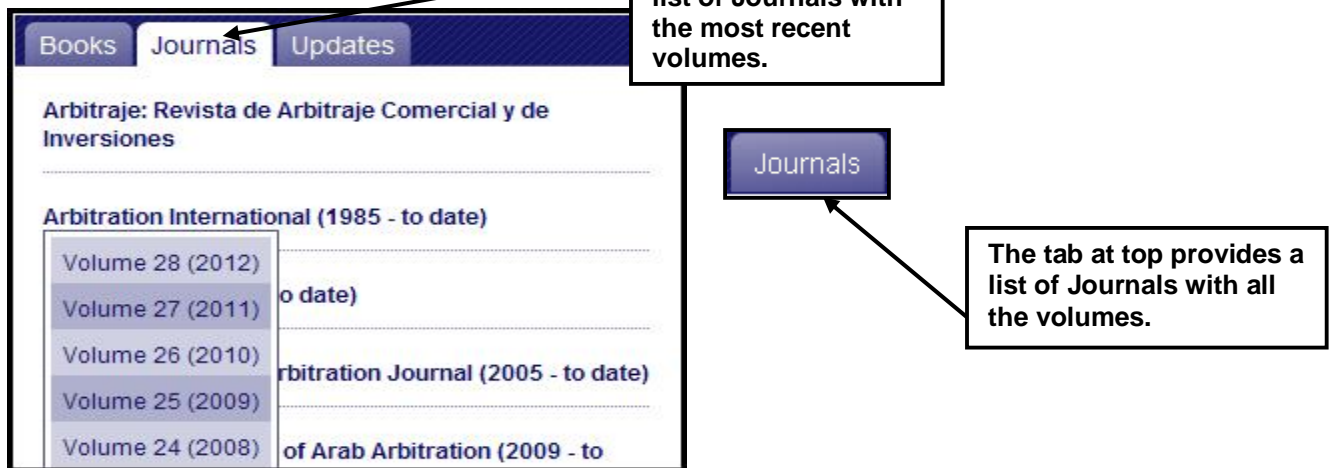 list of Journals with
the most recent
volumes.
Books Journals Updates
Arbitraje: Revista de Arbitraje Comercial y de
Inversiones
Arbitration International (1985 - to date)
Volume 28 (2012)
Volume 27 (2011)
o date)
Volume 26 (2010)
rbitration Journal (2005 - to date)
Volume 25 (2009)
Volume 24 (2008)
of Arab Arbitration (2009 - to
Journals
The tab at top provides a
list of Journals with all
the volumes.